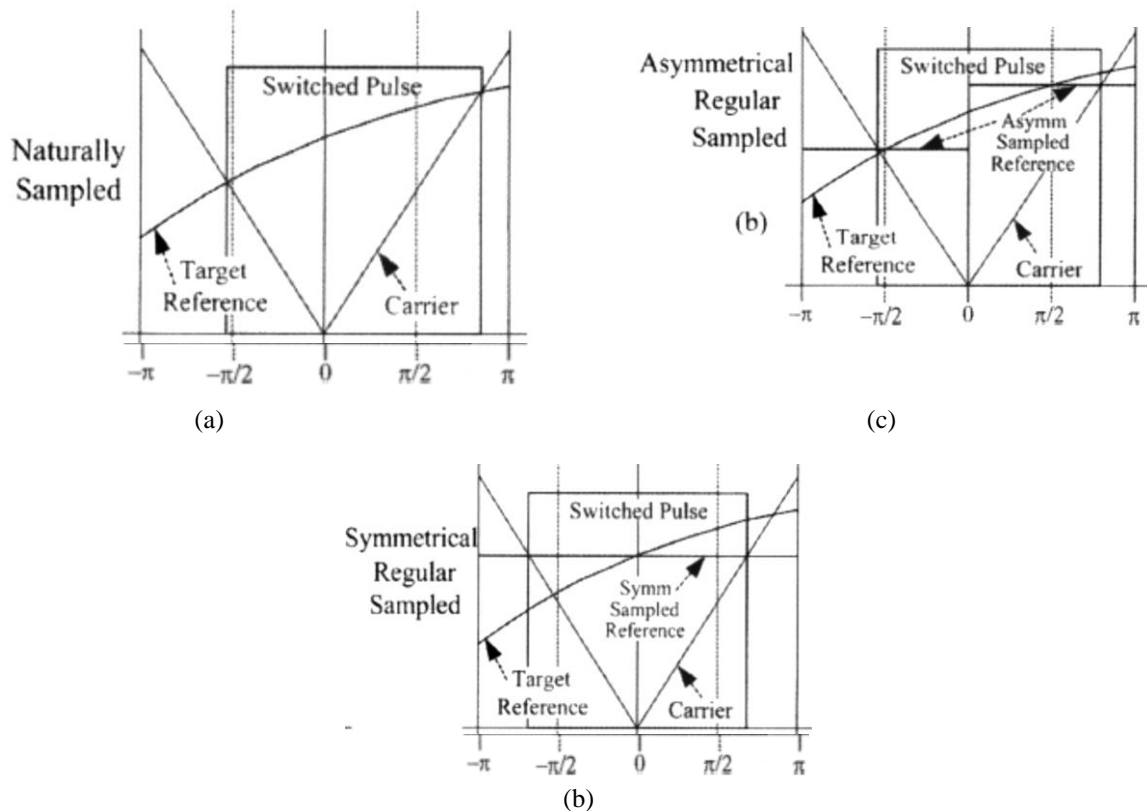 Naturally
Sampled
Switched Pulse
Target
Reference
Carrier
−π
−π/2
0
π/2
π
(a)
Asymmetrical
Regular
Sampled
(b)
Switched Pulse
Asymm
Sampled
Reference
Target
Reference
Carrier
−π
−π/2
0
π/2
π
(c)
Symmetrical
Regular
Sampled
Switched Pulse
Symm
Sampled
Reference
Target
Reference
Carrier
−π
−π/2
0
π/2
π
(b)